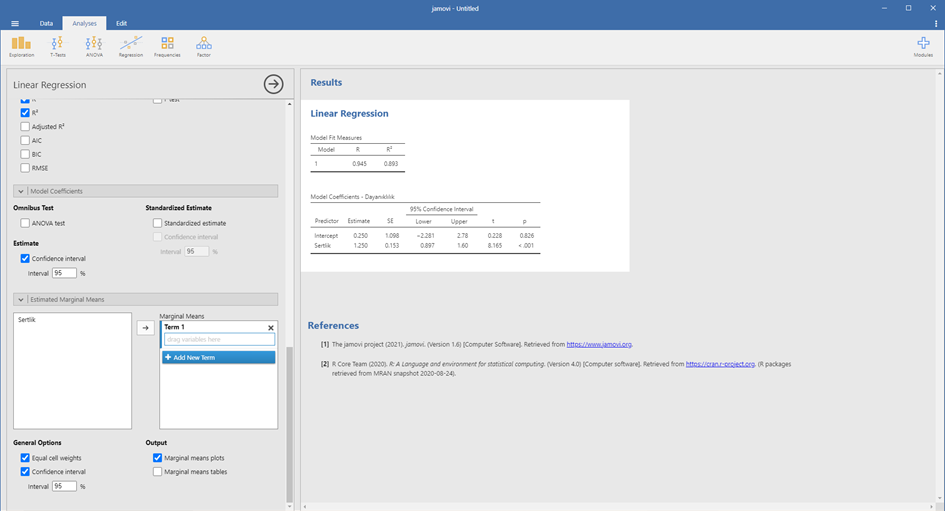 jamovi - Untitled
Data Analyses Edit
Exploration T-Tests ANOVA Regression Frequencies Factor Modules
Linear Regression
R F test
R²
Adjusted R²
AIC
BIC
RMSE
Model Coefficients
Omnibus Test Standardized Estimate
ANOVA test Standardized estimate
Confidence interval
Estimate Interval 95 %
Confidence interval
Interval 95 %
Estimated Marginal Means
Sertlik
Marginal Means
Term 1
drag variables here
Add New Term
General Options Output
Equal cell weights Marginal means plots
Confidence interval Marginal means tables
Interval 95 %
Results
Linear Regression
Model Fit Measures
Model R R²
1 0.945 0.893
Model Coefficients - Dayanıklılık
95% Confidence Interval
Predictor Estimate SE Lower Upper t p
Intercept 0.250 1.098 −2.281 2.78 0.228 0.826
Sertlik 1.250 0.153 0.897 1.60 8.165 < .001
References
[1] The jamovi project (2021). jamovi. (Version 1.6) [Computer Software]. Retrieved from https://www.jamovi.org.
[2] R Core Team (2020). R: A Language and environment for statistical computing. (Version 4.0) [Computer software]. Retrieved from https://cran.r-project.org. (R packages
retrieved from MRAN snapshot 2020-08-24).